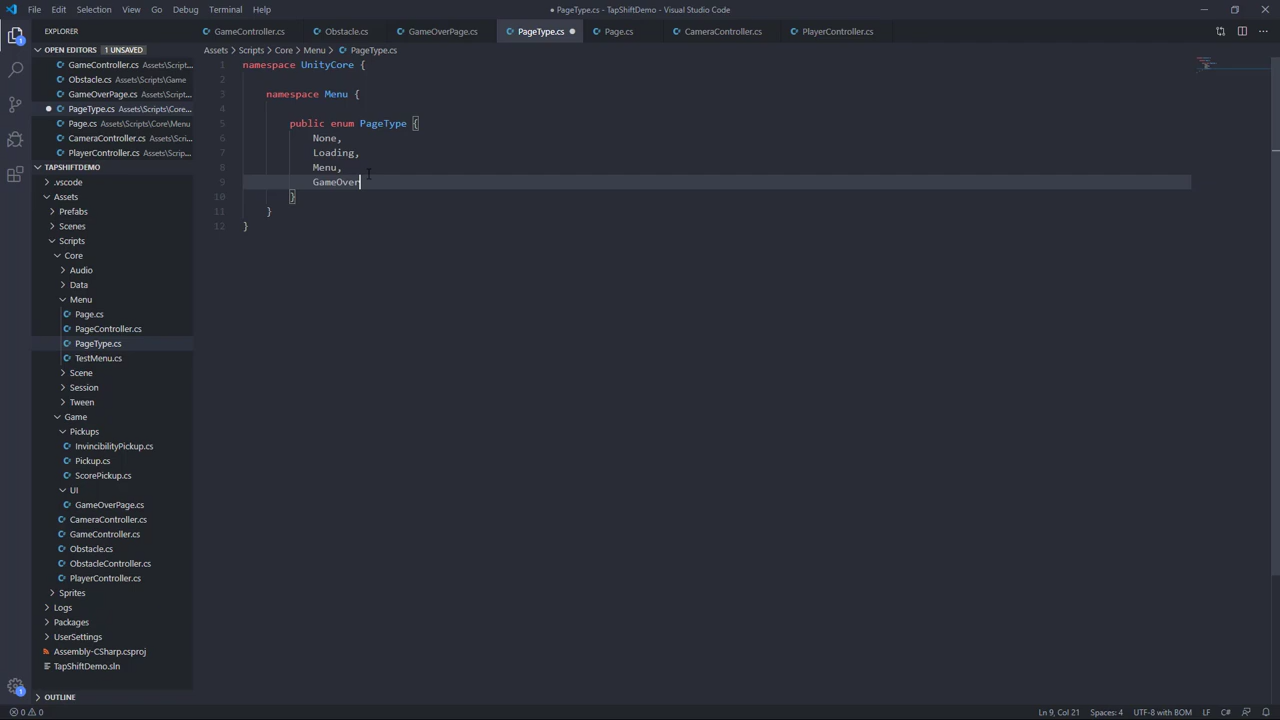 File Edit Selection View Go Debug Terminal Help
● PageType.cs - TapShiftDemo - Visual Studio Code
EXPLORER
GameController.cs Obstacle.cs GameOverPage.cs PageType.cs ● Page.cs CameraController.cs PlayerController.cs
OPEN EDITORS 1 UNSAVED
GameController.cs Assets\Script...
Obstacle.cs Assets\Scripts\Game
GameOverPage.cs Assets\Scripts...
PageType.cs Assets\Scripts\Core...
Page.cs Assets\Scripts\Core\Menu
CameraController.cs Assets\Scri...
PlayerController.cs Assets\Script...
TAPSHIFTDEMO
.vscode
Assets
Prefabs
Scenes
Scripts
Core
Audio
Data
Menu
Page.cs
PageController.cs
PageType.cs
TestMenu.cs
Scene
Session
Tween
Game
Pickups
InvincibilityPickup.cs
Pickup.cs
ScorePickup.cs
UI
GameOverPage.cs
CameraController.cs
GameController.cs
Obstacle.cs
ObstacleController.cs
PlayerController.cs
Sprites
Logs
Packages
UserSettings
Assembly-CSharp.csproj
TapShiftDemo.sln
OUTLINE
Assets > Scripts > Core > Menu > PageType.cs
1 namespace UnityCore {
2
3 namespace Menu {
4
5 public enum PageType {
6 None,
7 Loading,
8 Menu,
9 GameOver
10 }
11 }
12 }
1
1
0 0
Ln 9, Col 21 Spaces: 4 UTF-8 with BOM LF C#